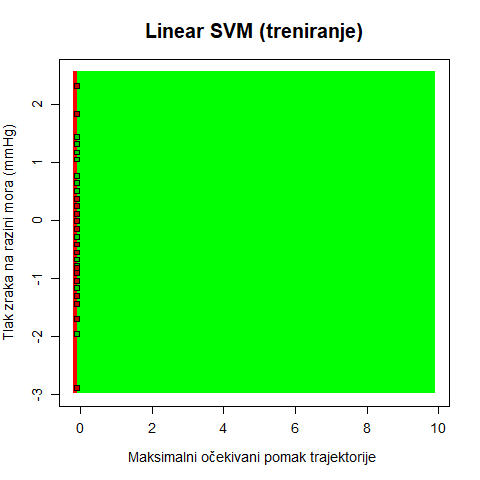 Linear SVM (treniranje)
Tlak zraka na razini mora (mmHg)
2
1
0
-1
-2
-3
0 2 4 6 8 10
Maksimalni očekivani pomak trajektorije